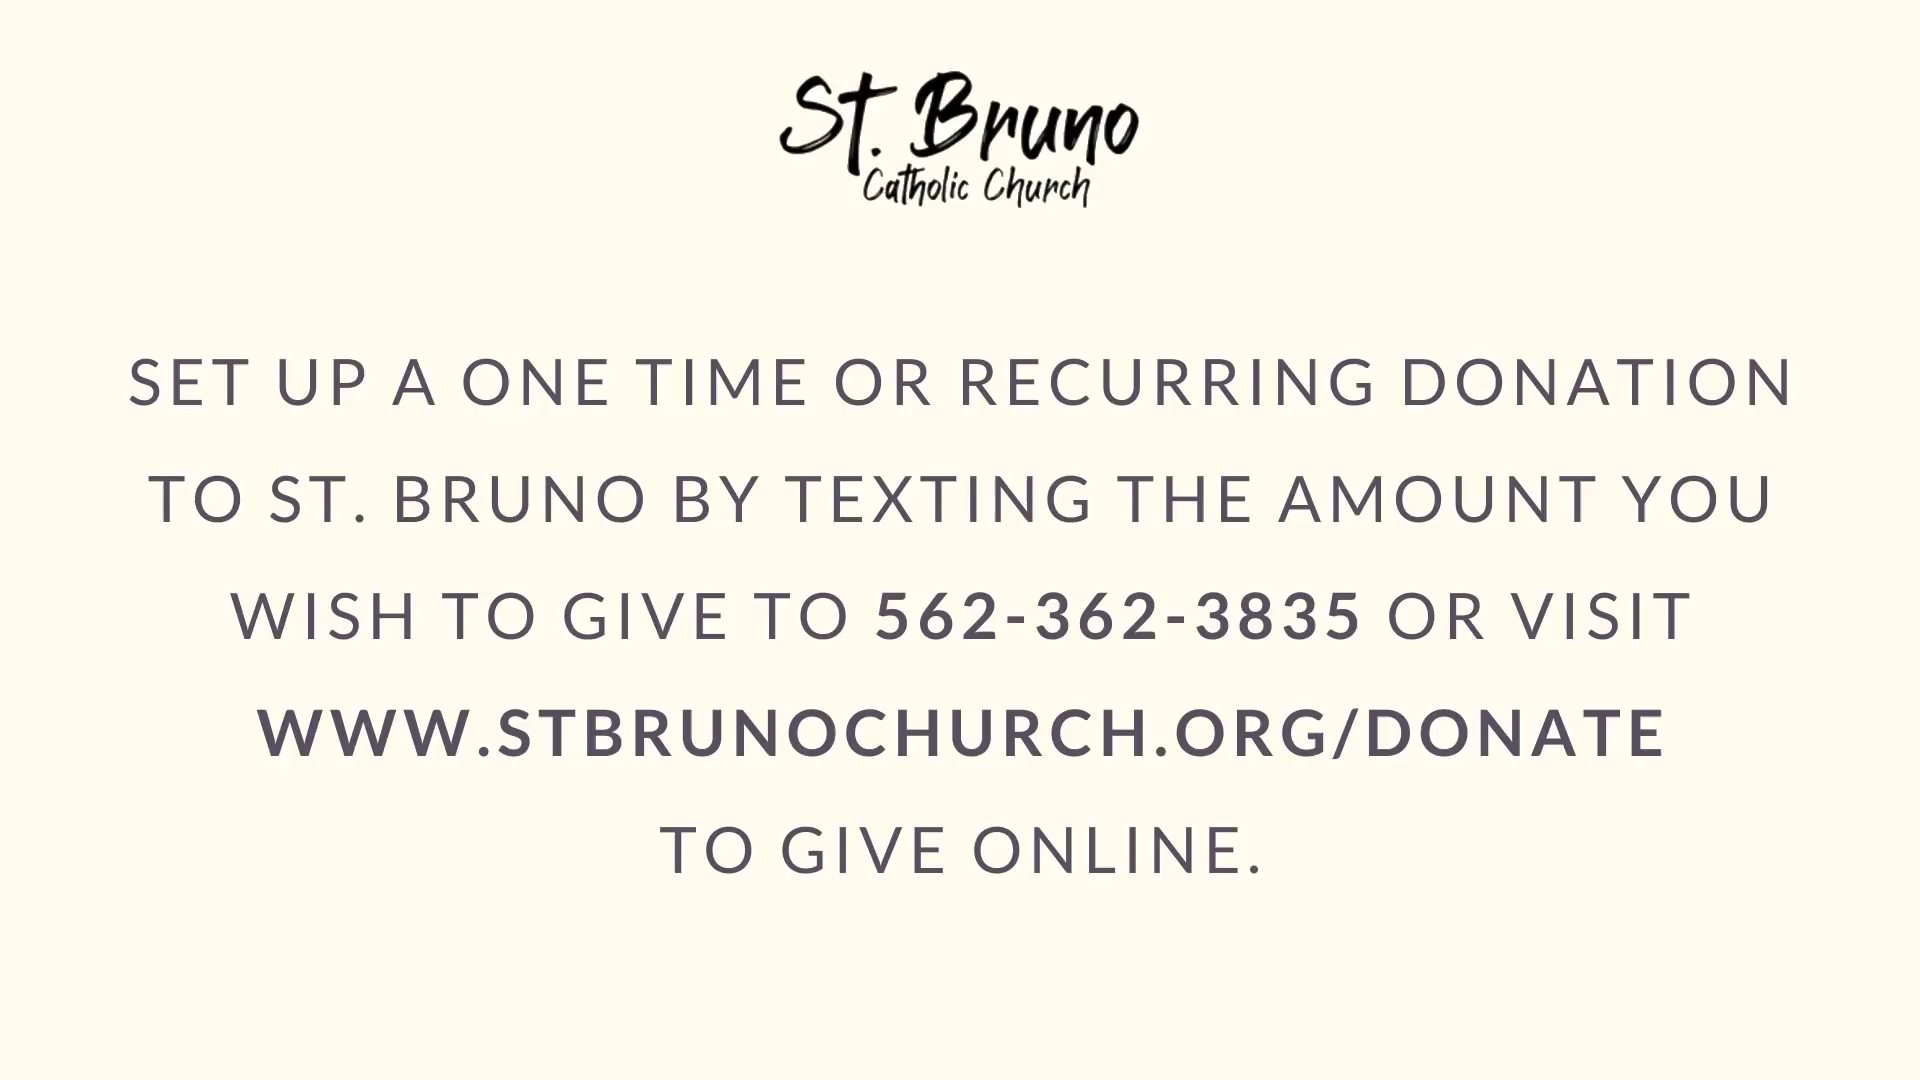 St. Bruno
Catholic Church
SET UP A ONE TIME OR RECURRING DONATION
TO ST. BRUNO BY TEXTING THE AMOUNT YOU
WISH TO GIVE TO 562-362-3835 OR VISIT
WWW.STBRUNOCHURCH.ORG/DONATE
TO GIVE ONLINE.